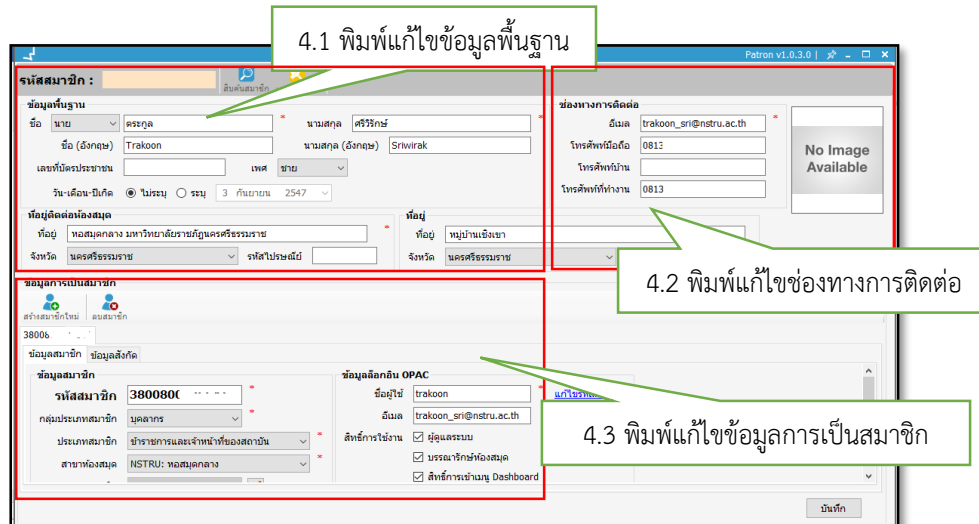 4.1 พิมพ์แก้ไขข้อมูลพื้นฐาน
Patron v1.0.3.0 |
รหัสสมาชิก :
สืบค้นสมาชิก
ข้อมูลพื้นฐาน
ชื่อ นาย ตระกูล * นามสกุล ศรีวิรักษ์ *
ชื่อ (อังกฤษ) Trakoon นามสกุล (อังกฤษ) Sriwirak
เลขที่บัตรประชาชน เพศ ชาย
วัน-เดือน-ปีเกิด ไม่ระบุ ระบุ 3 กันยายน 2547
ช่องทางการติดต่อ
อีเมล trakoon_sri@nstru.ac.th *
โทรศัพท์มือถือ 0813
โทรศัพท์บ้าน
โทรศัพท์ที่ทำงาน 0813
No Image
Available
ที่อยู่ติดต่อห้องสมุด
ที่อยู่ หอสมุดกลาง มหาวิทยาลัยราชภัฏนครศรีธรรมราช *
จังหวัด นครศรีธรรมราช รหัสไปรษณีย์
ที่อยู่
ที่อยู่ หมู่บ้านเชิงเขา
จังหวัด นครศรีธรรมราช
4.2 พิมพ์แก้ไขช่องทางการติดต่อ
ข้อมูลการเป็นสมาชิก
สร้างสมาชิกใหม่ ลบสมาชิก
ข้อมูลสมาชิก ข้อมูลสังกัด
ข้อมูลสมาชิก
รหัสสมาชิก 380080 *
กลุ่มประเภทสมาชิก บุคลากร *
ประเภทสมาชิก ข้าราชการและเจ้าหน้าที่ของสถาบัน *
สาขาห้องสมุด NSTRU: หอสมุดกลาง *
ข้อมูลล็อกอิน OPAC
ชื่อผู้ใช้ trakoon *
อีเมล trakoon_sri@nstru.ac.th
สิทธิ์การใช้งาน ผู้ดูแลระบบ
บรรณารักษ์ห้องสมุด
สิทธิ์การเข้าเมนู Dashboard
4.3 พิมพ์แก้ไขข้อมูลการเป็นสมาชิก
บันทึก